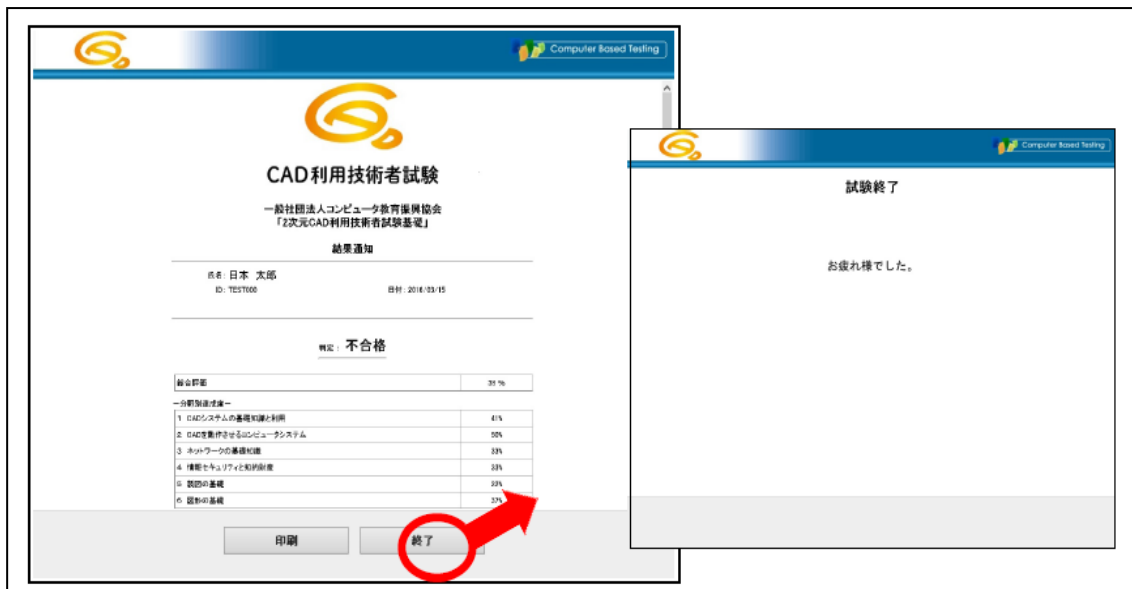 Computer Based Testing
CAD利用技術者試験
一般社団法人コンピュータ教育振興協会
「2次元CAD利用技術者試験基礎」
結果通知
氏名: 日本 太郎
ID: TEST000 日付: 2016/03/15
判定: 不合格
総合評価
ー分野別達成度ー
1 CADシステムの基礎知識と利用 41%
2 CADを動作させるコンピュータシステム 50%
3 ネットワークの基礎知識 33%
4 情報セキュリティと知的財産 33%
5 製図の基礎 33%
6 図形の基礎 37%
印刷 終了
Computer Based Testing
試験終了
お疲れ様でした。